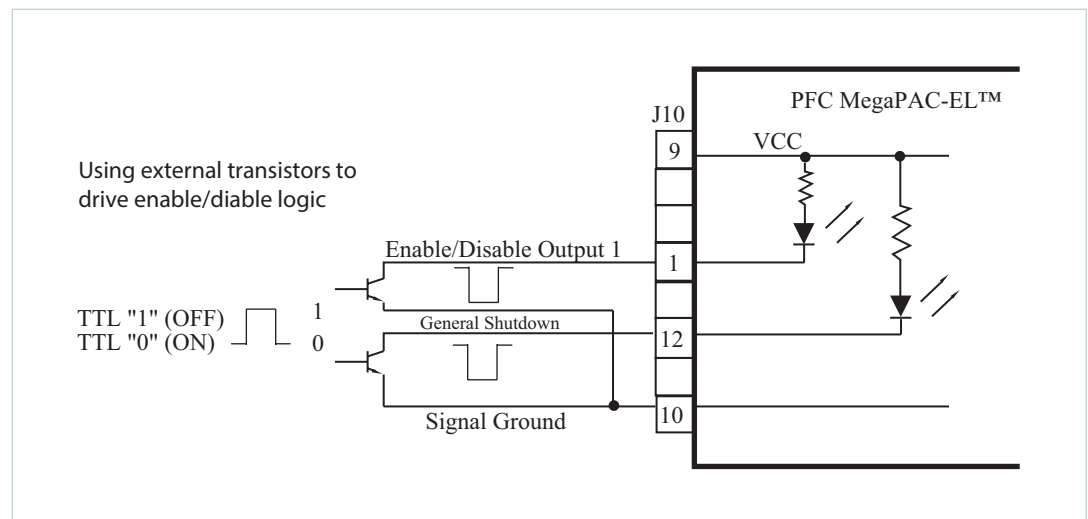 PFC MegaPAC-EL™
J10
9
VCC
Using external transistors to
drive enable/diable logic
Enable/Disable Output 1
1
TTL "1" (OFF)
1
General Shutdown
TTL "0" (ON)
0
12
10
Signal Ground